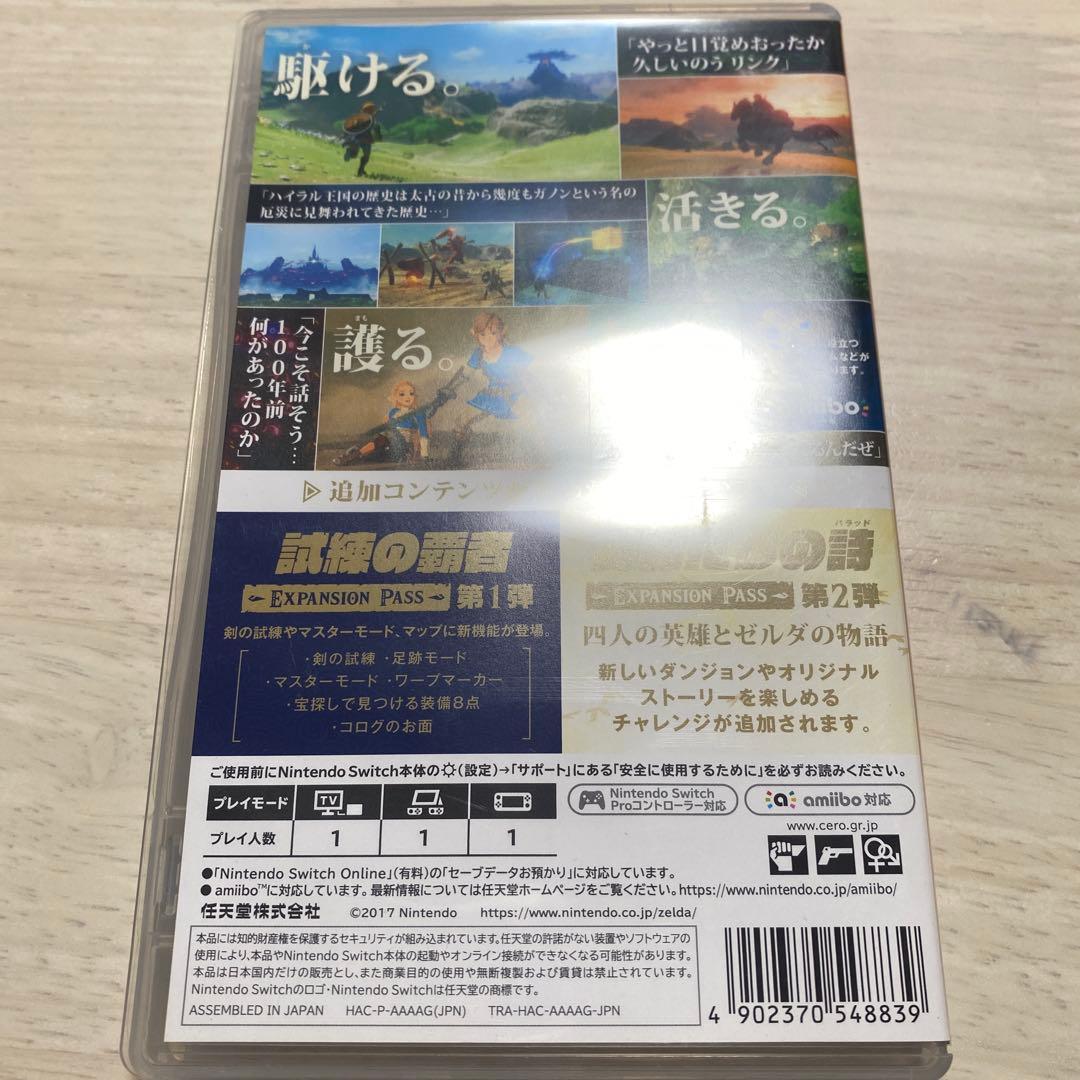 駆ける。
「やっと目覚めおったか
久しいのう リンク」
「ハイラル王国の歴史は太古の昔から幾度もガノンという名の
厄災に見舞われてきた歴史…」
活きる。
「今こそ話そう…
100年前
何があったのか」
まも
護る。
役立つ
などが
ります。
んだぜ」
▷追加コンテンツ
試練の覇者
EXPANSION PASS 第1弾
剣の試練やマスターモード、マップに新機能が登場。
・剣の試練 ・足跡モード
・マスターモード ・ワープマーカー
・宝探しで見つける装備8点
・コログのお面
バラッド
の詩
EXPANSION PASS 第2弾
四人の英雄とゼルダの物語
新しいダンジョンやオリジナル
ストーリーを楽しめる
チャレンジが追加されます。
ご使用前にNintendo Switch本体の(設定)→「サポート」にある「安全に使用するために」を必ずお読みください。
プレイモード TV
プレイ人数 1 1 1
Nintendo Switch
Proコントローラー対応
amiibo 対応
www.cero.gr.jp
●「Nintendo Switch Online」(有料)の「セーブデータお預かり」に対応しています。
●amiibo™に対応しています。最新情報については任天堂ホームページをご覧ください。https://www.nintendo.co.jp/amiibo/
任天堂株式会社 ©2017 Nintendo https://www.nintendo.co.jp/zelda/
本品には知的財産権を保護するセキュリティが組み込まれています。任天堂の許諾がない装置やソフトウェアの
使用により、本品やNintendo Switch本体の起動やオンライン接続ができなくなる可能性があります。
本品は日本国内だけの販売とし、また商業目的の使用や無断複製および賃貸は禁止されています。
Nintendo Switchのロゴ・Nintendo Switchは任天堂の商標です。
ASSEMBLED IN JAPAN HAC-P-AAAAG(JPN) TRA-HAC-AAAAG-JPN
4 902370 548839